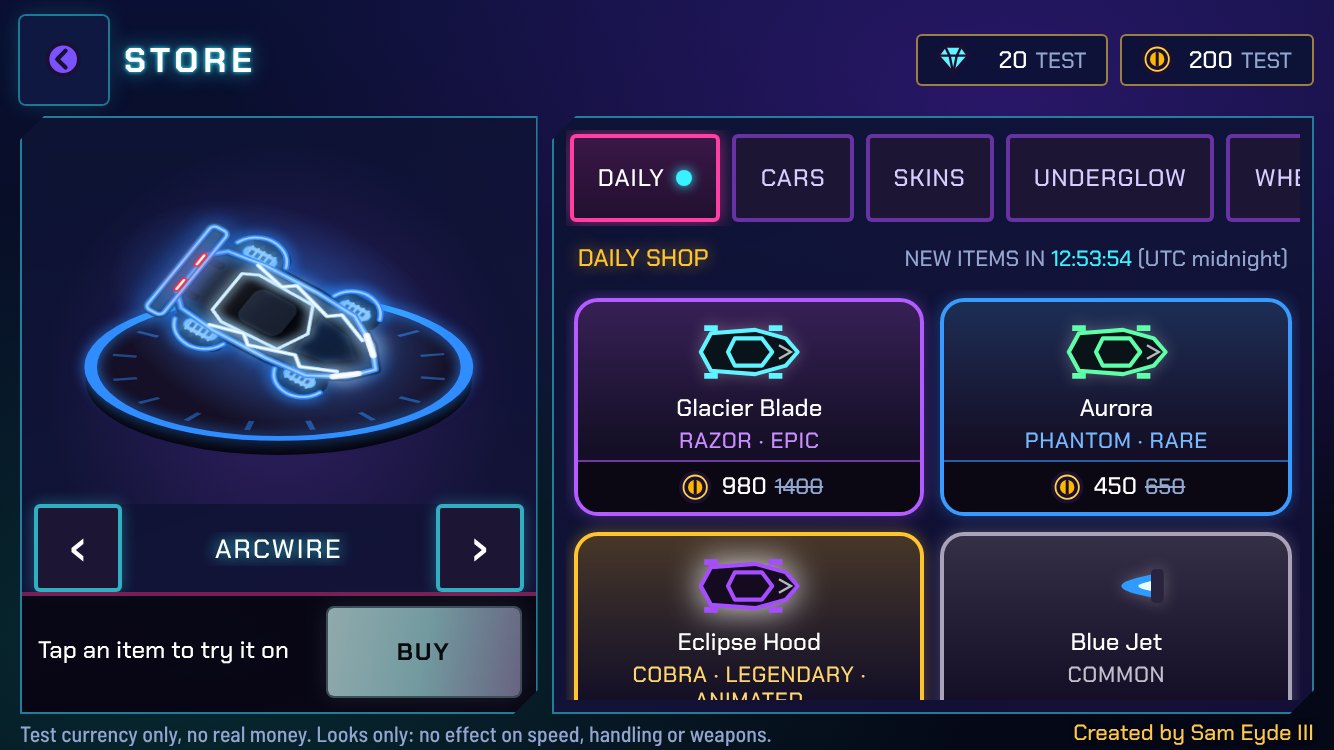 STORE
20 TEST
200 TEST
DAILY
CARS
SKINS
UNDERGLOW
WHE
DAILY SHOP
NEW ITEMS IN 12:53:54 (UTC midnight)
Glacier Blade
RAZOR · EPIC
980 1400
Aurora
PHANTOM · RARE
450 650
Eclipse Hood
COBRA · LEGENDARY ·
Blue Jet
COMMON
ARCWIRE
Tap an item to try it on
BUY
Test currency only, no real money. Looks only: no effect on speed, handling or weapons.
Created by Sam Eyde III